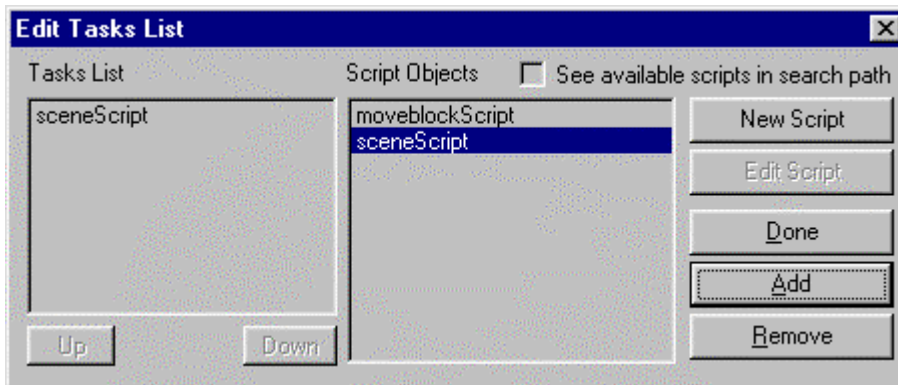 Edit Tasks List
Tasks List
Script Objects
See available scripts in search path
sceneScript
moveblockScript
sceneScript
New Script
Edit Script
Done
Add
Remove
Up
Down